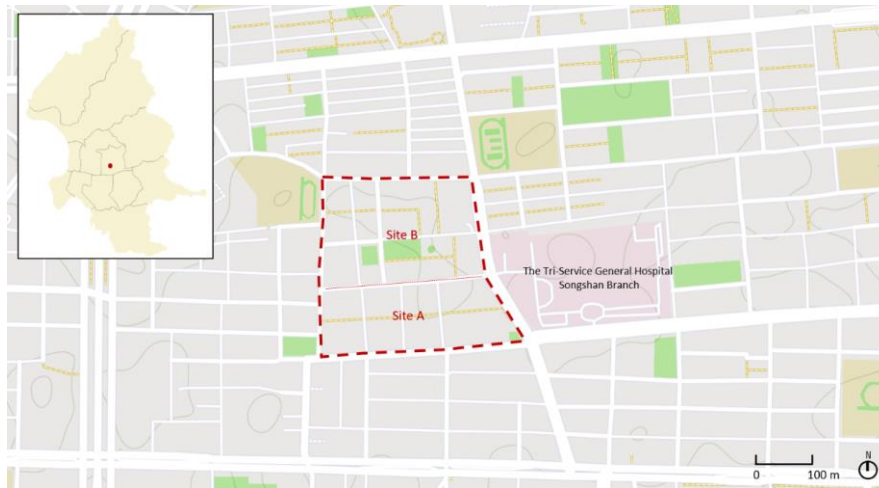 Site B
The Tri-Service General Hospital
Songshan Branch
Site A
N
0 100 m